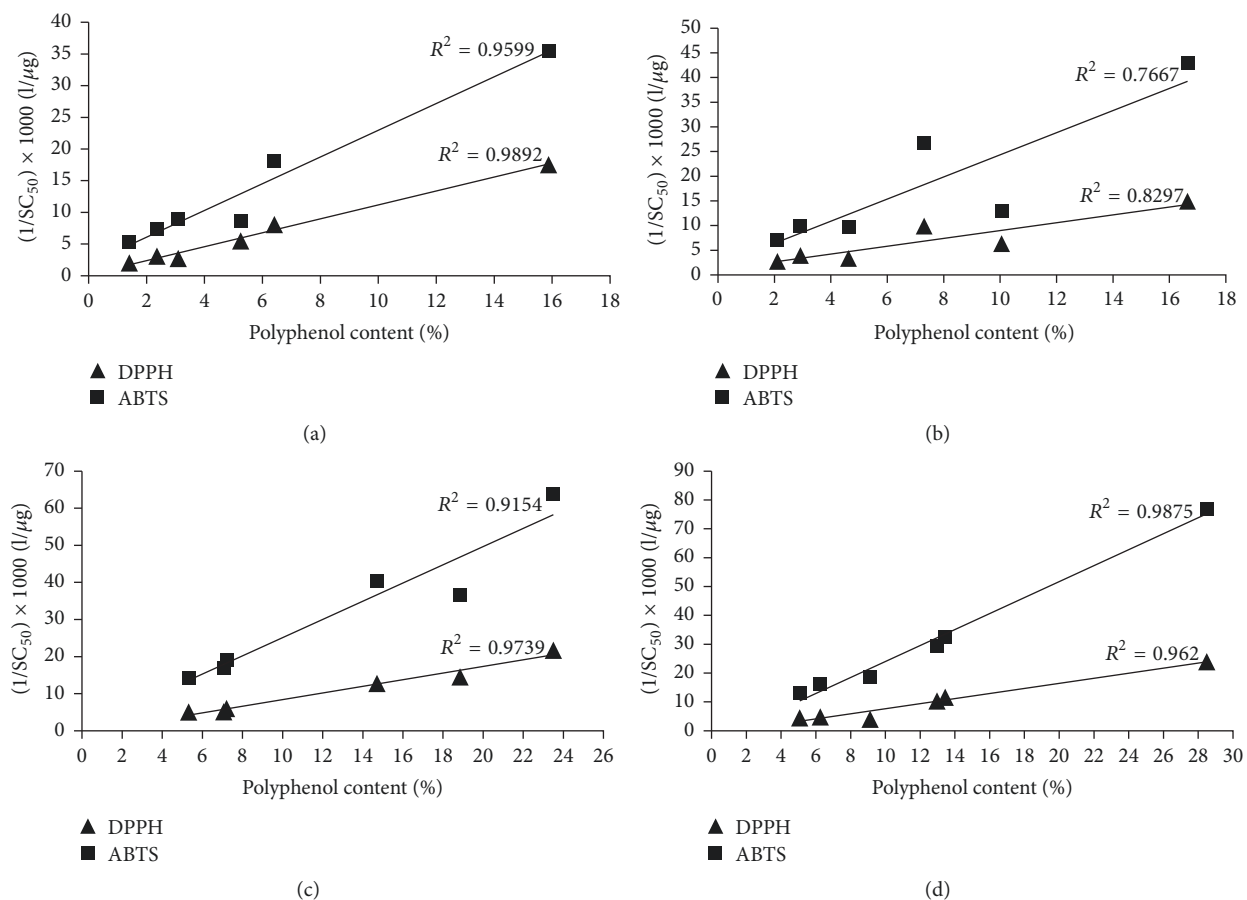 40
35
30
25
20
15
10
5
0
(1/SC50) × 1000 (l/μg)
R2 = 0.9599
R2 = 0.9892
0 2 4 6 8 10 12 14 16 18
Polyphenol content (%)
DPPH
ABTS
(a)
50
45
40
35
30
25
20
15
10
5
0
(1/SC50) × 1000 (l/μg)
R2 = 0.7667
R2 = 0.8297
0 2 4 6 8 10 12 14 16 18
Polyphenol content (%)
DPPH
ABTS
(b)
70
60
50
40
30
20
10
0
(1/SC50) × 1000 (l/μg)
R2 = 0.9154
R2 = 0.9739
0 2 4 6 8 10 12 14 16 18 20 22 24 26
Polyphenol content (%)
DPPH
ABTS
(c)
90
80
70
60
50
40
30
20
10
0
(1/SC50) × 1000 (l/μg)
R2 = 0.9875
R2 = 0.962
0 2 4 6 8 10 12 14 16 18 20 22 24 26 28 30
Polyphenol content (%)
DPPH
ABTS
(d)